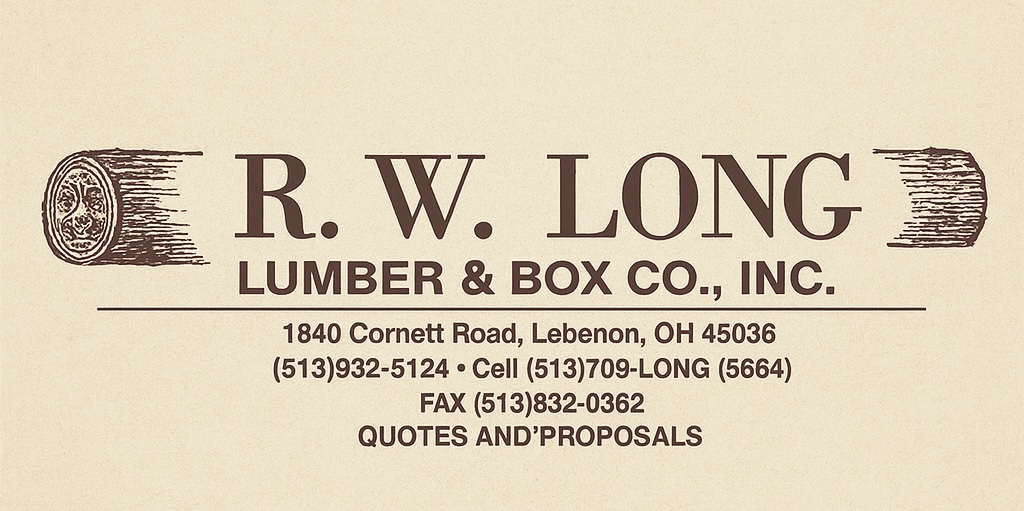 R. W. LONG
LUMBER & BOX CO., INC.
1840 Cornett Road, Lebenon, OH 45036
(513)932-5124 • Cell (513)709-LONG (5664)
FAX (513)832-0362
QUOTES AND’PROPOSALS